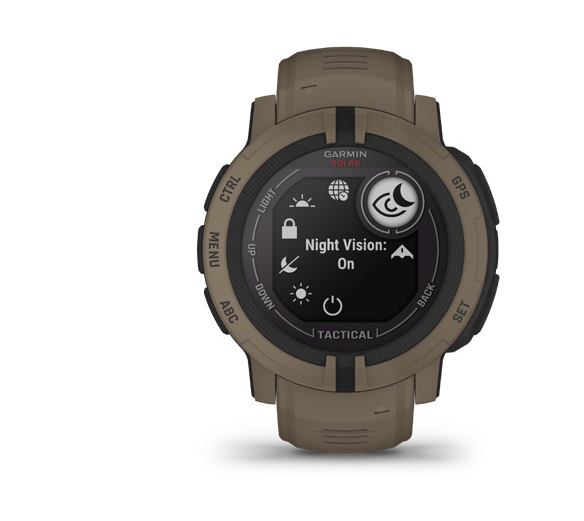 GARMIN
SOLAR
CTRL
LIGHT
GPS
MENU
UP
Night Vision:
On
ABC
DOWN
BACK
SET
TACTICAL